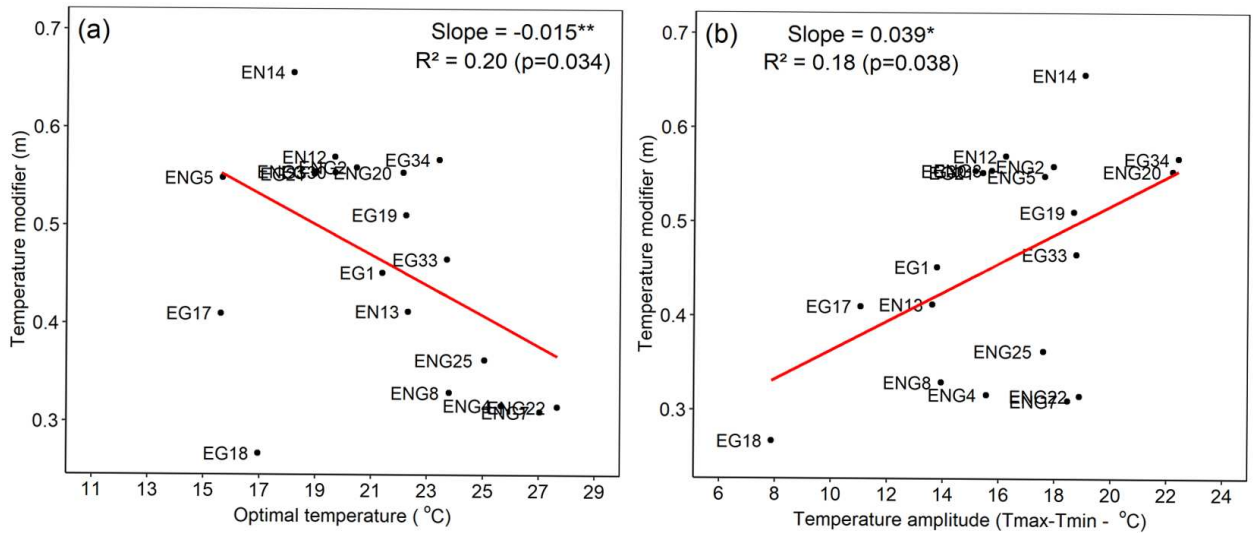 (a)
Slope = -0.015**
R² = 0.20 (p=0.034)
0.7
0.6
0.5
0.4
0.3
Temperature modifier (m)
EN14
EN12
EG34
ENG5
ENG20
EG19
EG33
EG1
EG17
EN13
ENG25
ENG8
ENG4
ENG22
ENG7
EG18
11 13 15 17 19 21 23 25 27 29
Optimal temperature ( °C)
(b)
Slope = 0.039*
R² = 0.18 (p=0.038)
0.7
0.6
0.5
0.4
0.3
Temperature modifier (m)
EN14
EN12
EG34
ENG2
ENG20
ENG5
EG19
EG33
EG1
EG17
EN13
ENG25
ENG8
ENG4
ENG22
ENG7
EG18
6 8 10 12 14 16 18 20 22 24
Temperature amplitude (Tmax-Tmin - °C)